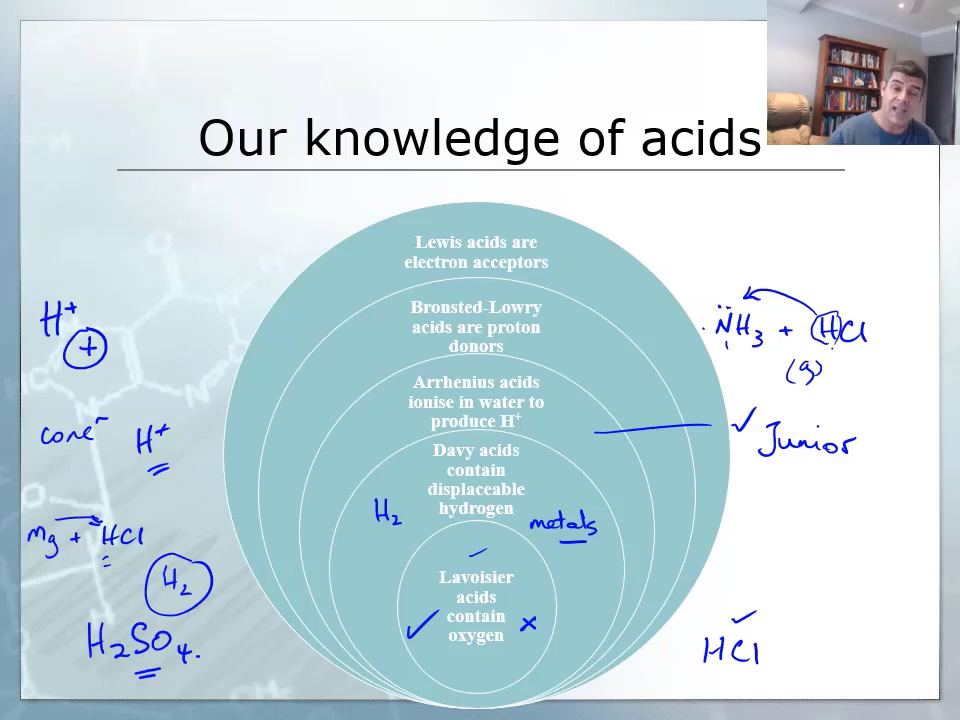 Our knowledge of acids
Lewis acids are
electron acceptors
Bronsted-Lowry
acids are proton
donors
Arrhenius acids
ionise in water to
produce H⁺
Davy acids
contain
displaceable
hydrogen
Lavoisier
acids
contain
oxygen
H⁺
+
H⁺
Mg + HCl
H₂
H₂SO₄.
H₂
metals
NH₃ + HCl
(g)
✓ Junior
HCl